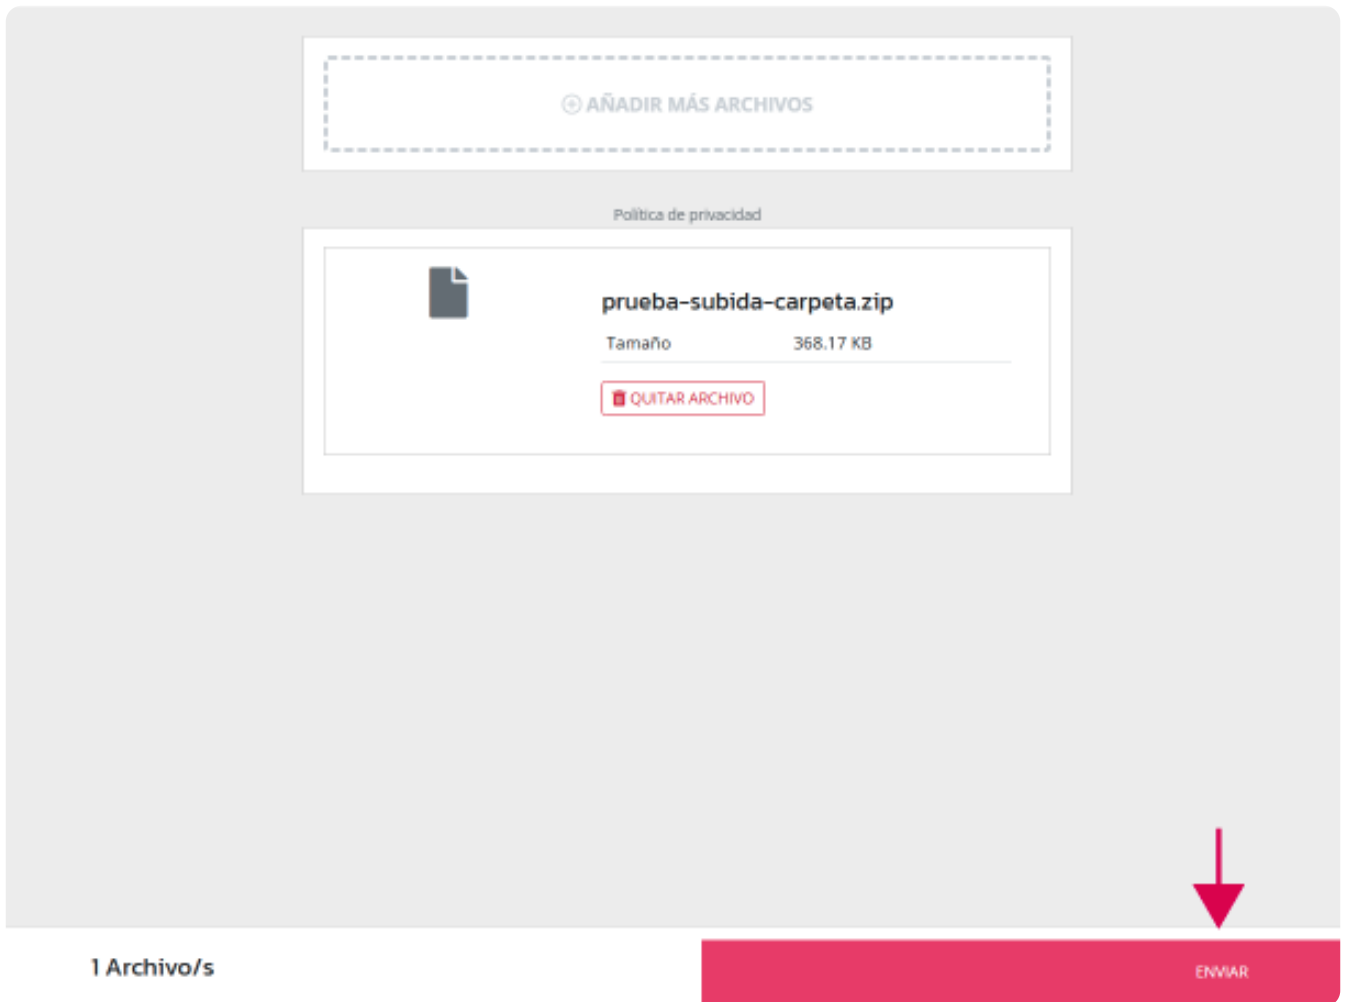 AÑADIR MÁS ARCHIVOS
Política de privacidad
prueba-subida-carpeta.zip
Tamaño 368.17 KB
QUITAR ARCHIVO
1 Archivo/s
ENVIAR